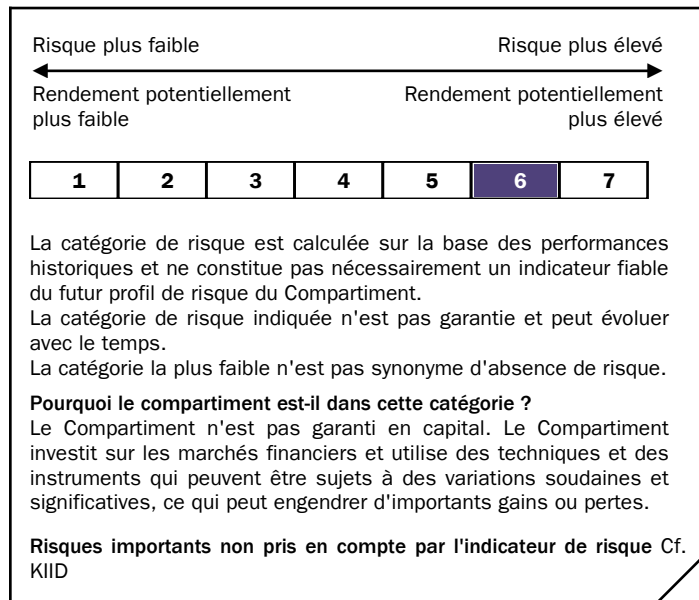 Risque plus faible Risque plus élevé
Rendement potentiellement plus faible Rendement potentiellement plus élevé
1 2 3 4 5 6 7
La catégorie de risque est calculée sur la base des performances
historiques et ne constitue pas nécessairement un indicateur fiable
du futur profil de risque du Compartiment.
La catégorie de risque indiquée n'est pas garantie et peut évoluer
avec le temps.
La catégorie la plus faible n'est pas synonyme d'absence de risque.
Pourquoi le compartiment est-il dans cette catégorie ?
Le Compartiment n'est pas garanti en capital. Le Compartiment
investit sur les marchés financiers et utilise des techniques et des
instruments qui peuvent être sujets à des variations soudaines et
significatives, ce qui peut engendrer d'importants gains ou pertes.
Risques importants non pris en compte par l'indicateur de risque Cf.
KIID